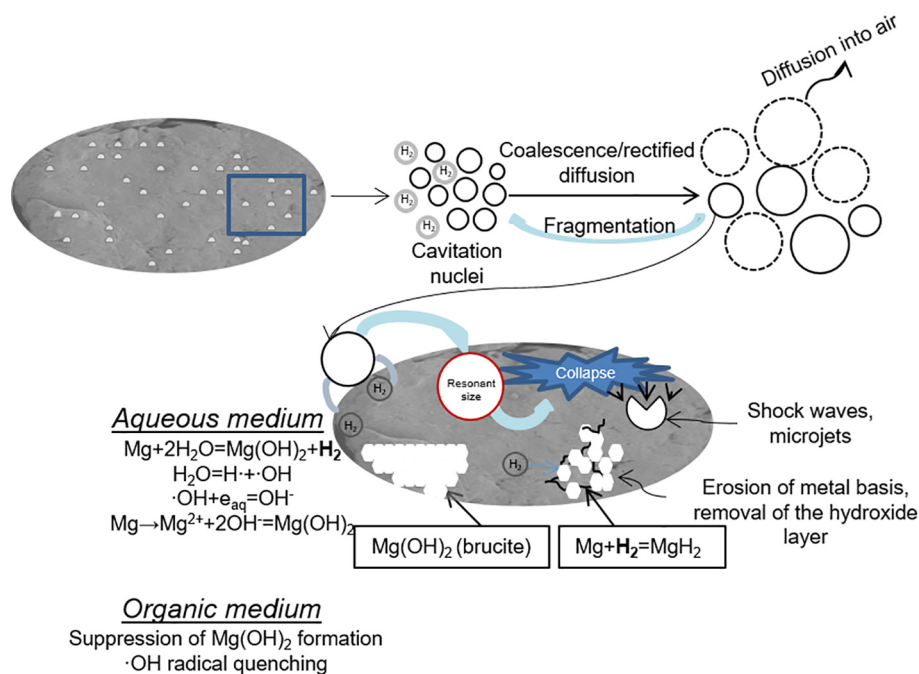 Diffusion into air
H₂
H₂
H₂
H₂
Cavitation
nuclei
Coalescence/rectified
diffusion
Fragmentation
H₂
H₂
Resonant
size
Collapse
Shock waves,
microjets
H₂
Erosion of metal basis,
removal of the hydroxide
layer
Mg(OH)₂ (brucite)
Mg+H₂=MgH₂
Aqueous medium
Mg+2H₂O=Mg(OH)₂+H₂
H₂O=H·+·OH
·OH+e_aq=OH⁻
Mg→Mg²⁺+2OH⁻=Mg(OH)₂
Organic medium
Suppression of Mg(OH)₂ formation
·OH radical quenching